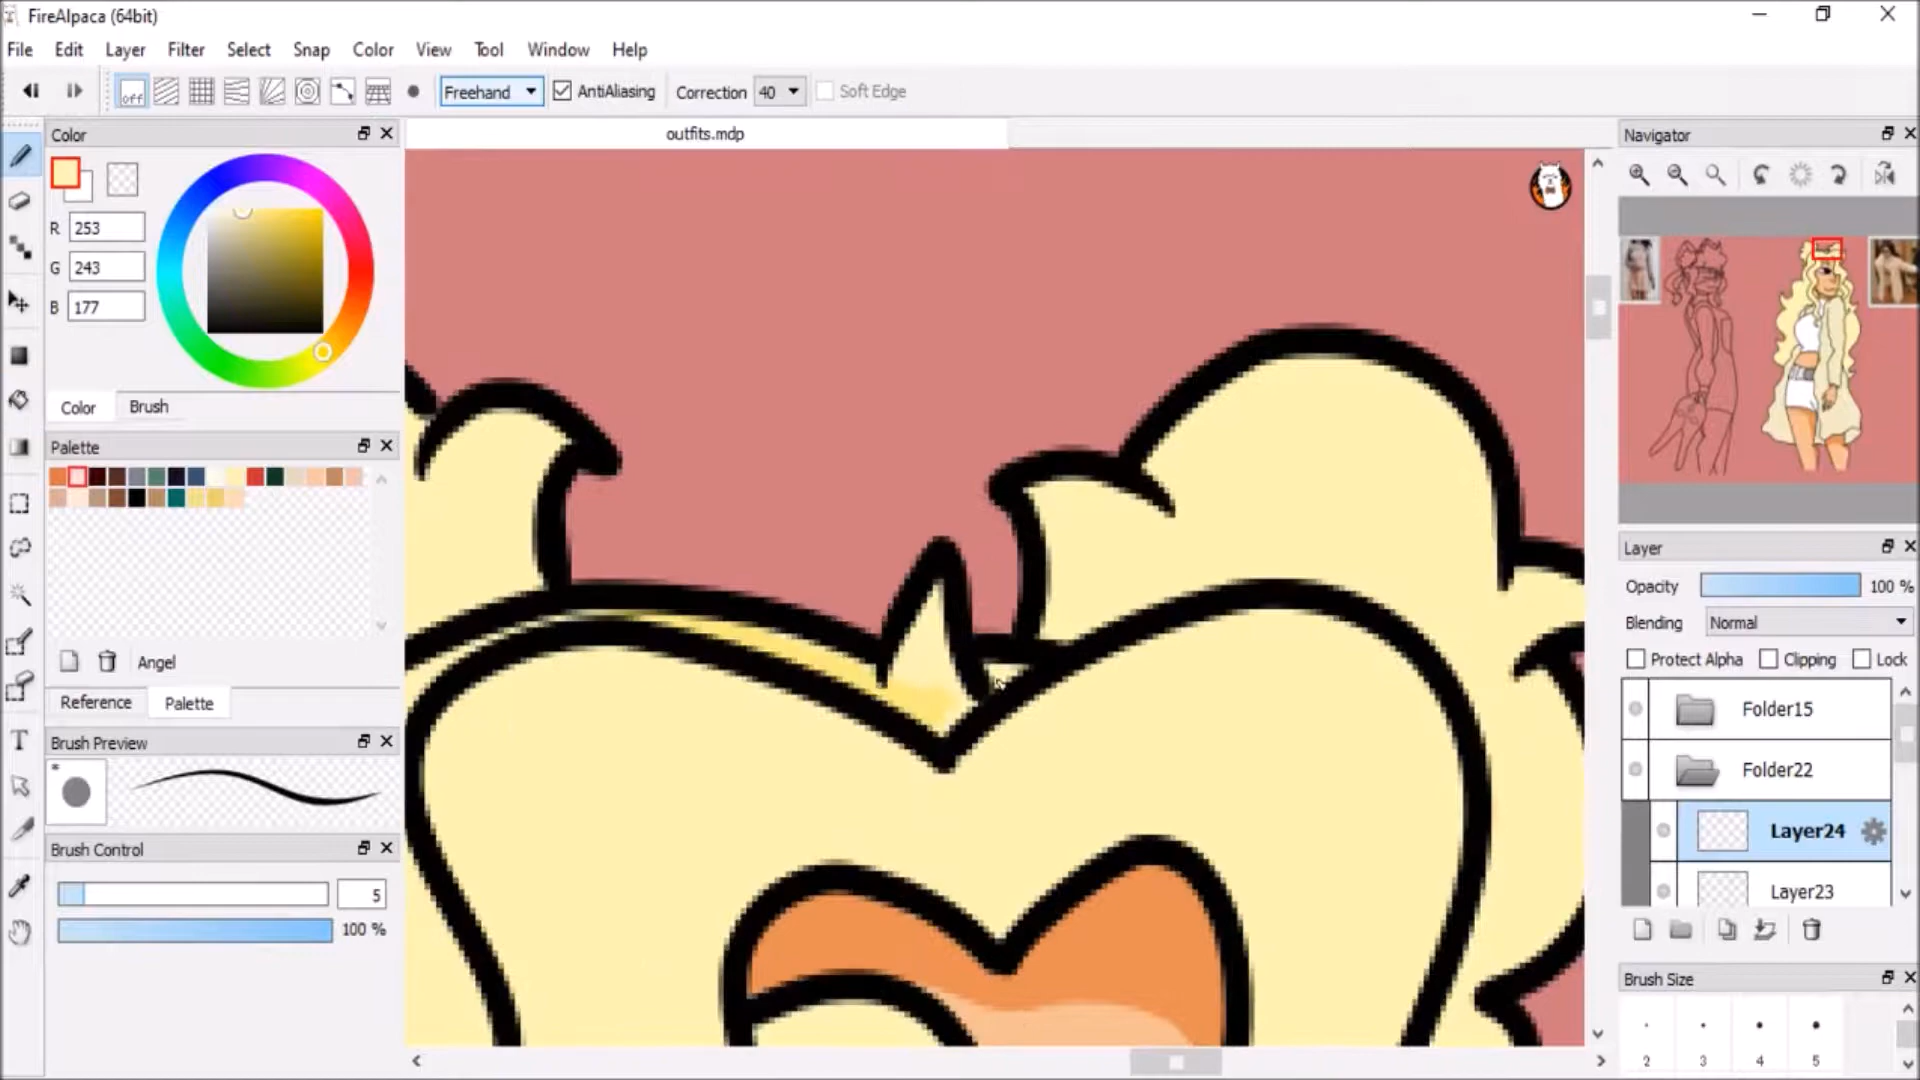 FireAlpaca (64bit)
File Edit Layer Filter Select Snap Color View Tool Window Help
off Freehand AntiAliasing Correction 40 Soft Edge
Color
outfits.mdp
Navigator
R 253
G 243
B 177
Color Brush
Palette
Angel
Reference Palette
Brush Preview
*
Brush Control
5
100 %
Layer
Opacity 100 %
Blending Normal
Protect Alpha Clipping Lock
Folder15
Folder22
Layer24
Layer23
Brush Size
2 3 4 5